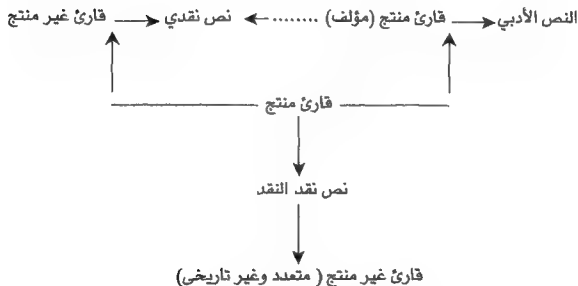 النص الأدبي ← قارئ منتج (مؤلف) ........ → نص نقدي ← قارئ غير منتج
قارئ منتج
نص نقد النقد
قارئ غير منتج ( متعدد وغير تاريخي)